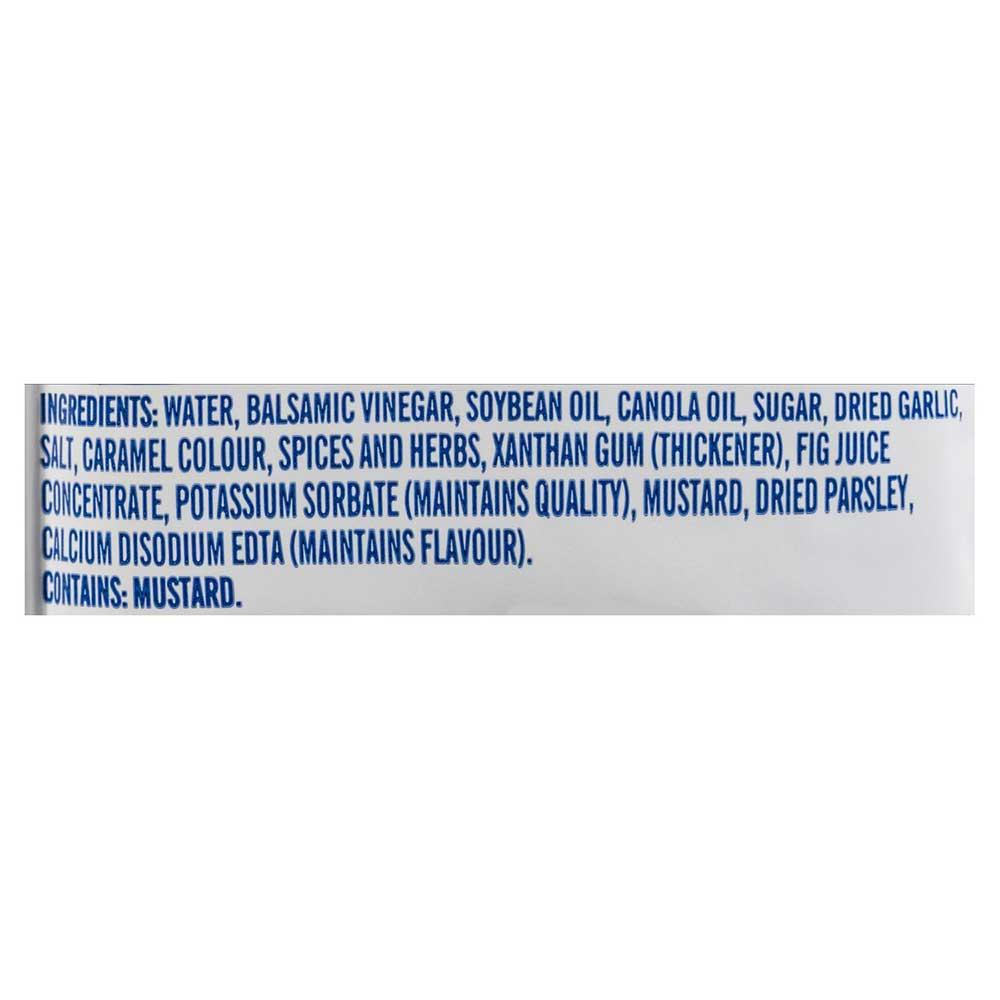 INGREDIENTS: WATER, BALSAMIC VINEGAR, SOYBEAN OIL, CANOLA OIL, SUGAR, DRIED GARLIC,
SALT, CARAMEL COLOUR, SPICES AND HERBS, XANTHAN GUM (THICKENER), FIG JUICE
CONCENTRATE, POTASSIUM SORBATE (MAINTAINS QUALITY), MUSTARD, DRIED PARSLEY,
CALCIUM DISODIUM EDTA (MAINTAINS FLAVOUR).
CONTAINS: MUSTARD.